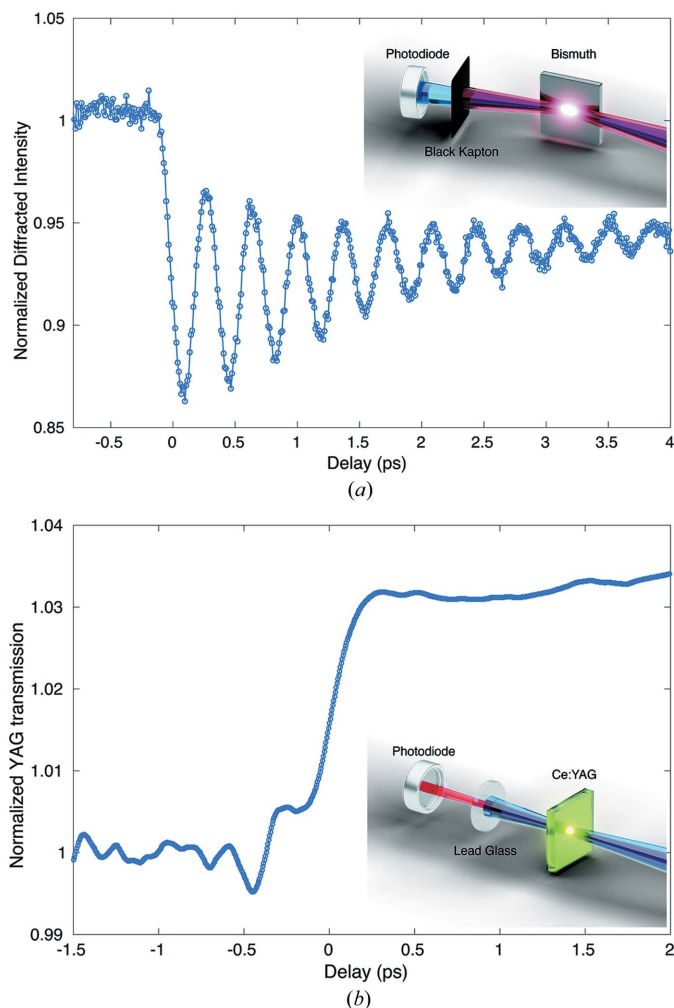 1.05
1
0.95
0.9
0.85
Normalized Diffracted Intensity
Photodiode
Bismuth
Black Kapton
-0.5 0 0.5 1 1.5 2 2.5 3 3.5 4
Delay (ps)
(a)
1.04
1.03
1.02
1.01
1
0.99
Normalized YAG transmission
Photodiode
Ce:YAG
Lead Glass
-1.5 -1 -0.5 0 0.5 1 1.5 2
Delay (ps)
(b)